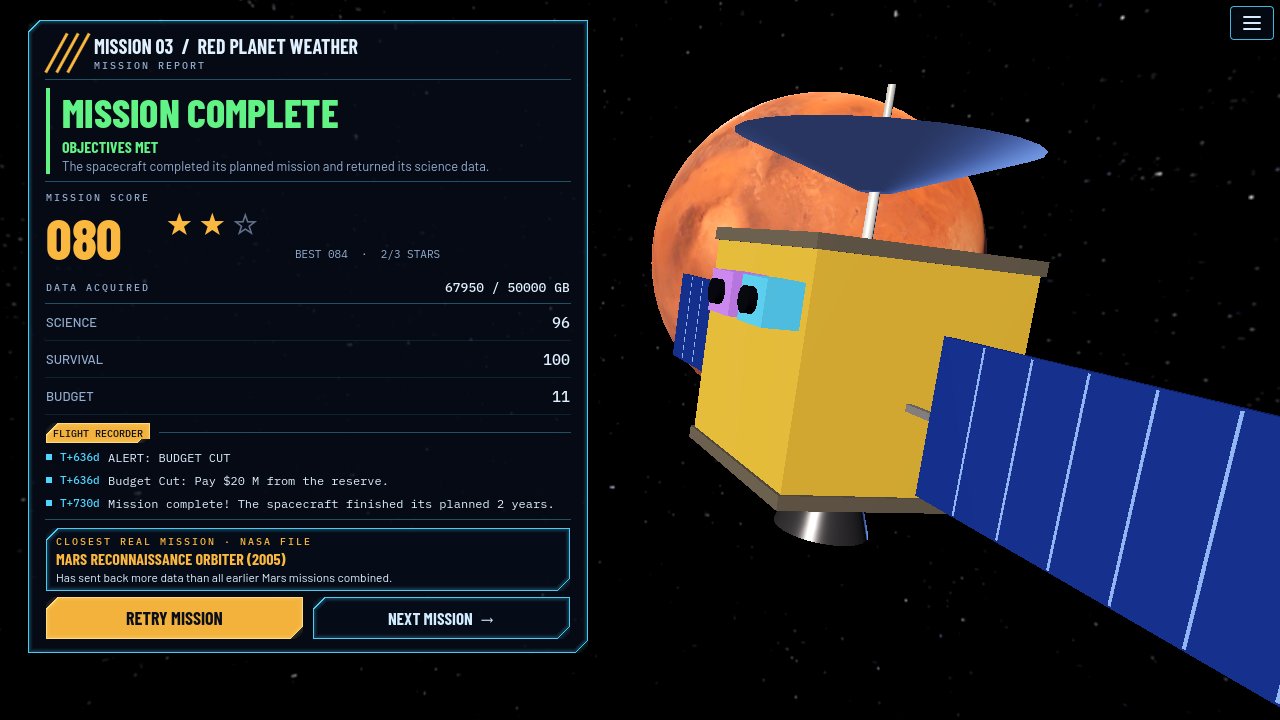 MISSION 03 / RED PLANET WEATHER
MISSION REPORT
MISSION COMPLETE
OBJECTIVES MET
The spacecraft completed its planned mission and returned its science data.
MISSION SCORE
080 ★ ★ ☆
BEST 084 · 2/3 STARS
DATA ACQUIRED 67950 / 50000 GB
SCIENCE 96
SURVIVAL 100
BUDGET 11
FLIGHT RECORDER
T+636d ALERT: BUDGET CUT
T+636d Budget Cut: Pay $20 M from the reserve.
T+730d Mission complete! The spacecraft finished its planned 2 years.
CLOSEST REAL MISSION · NASA FILE
MARS RECONNAISSANCE ORBITER (2005)
Has sent back more data than all earlier Mars missions combined.
RETRY MISSION
NEXT MISSION →